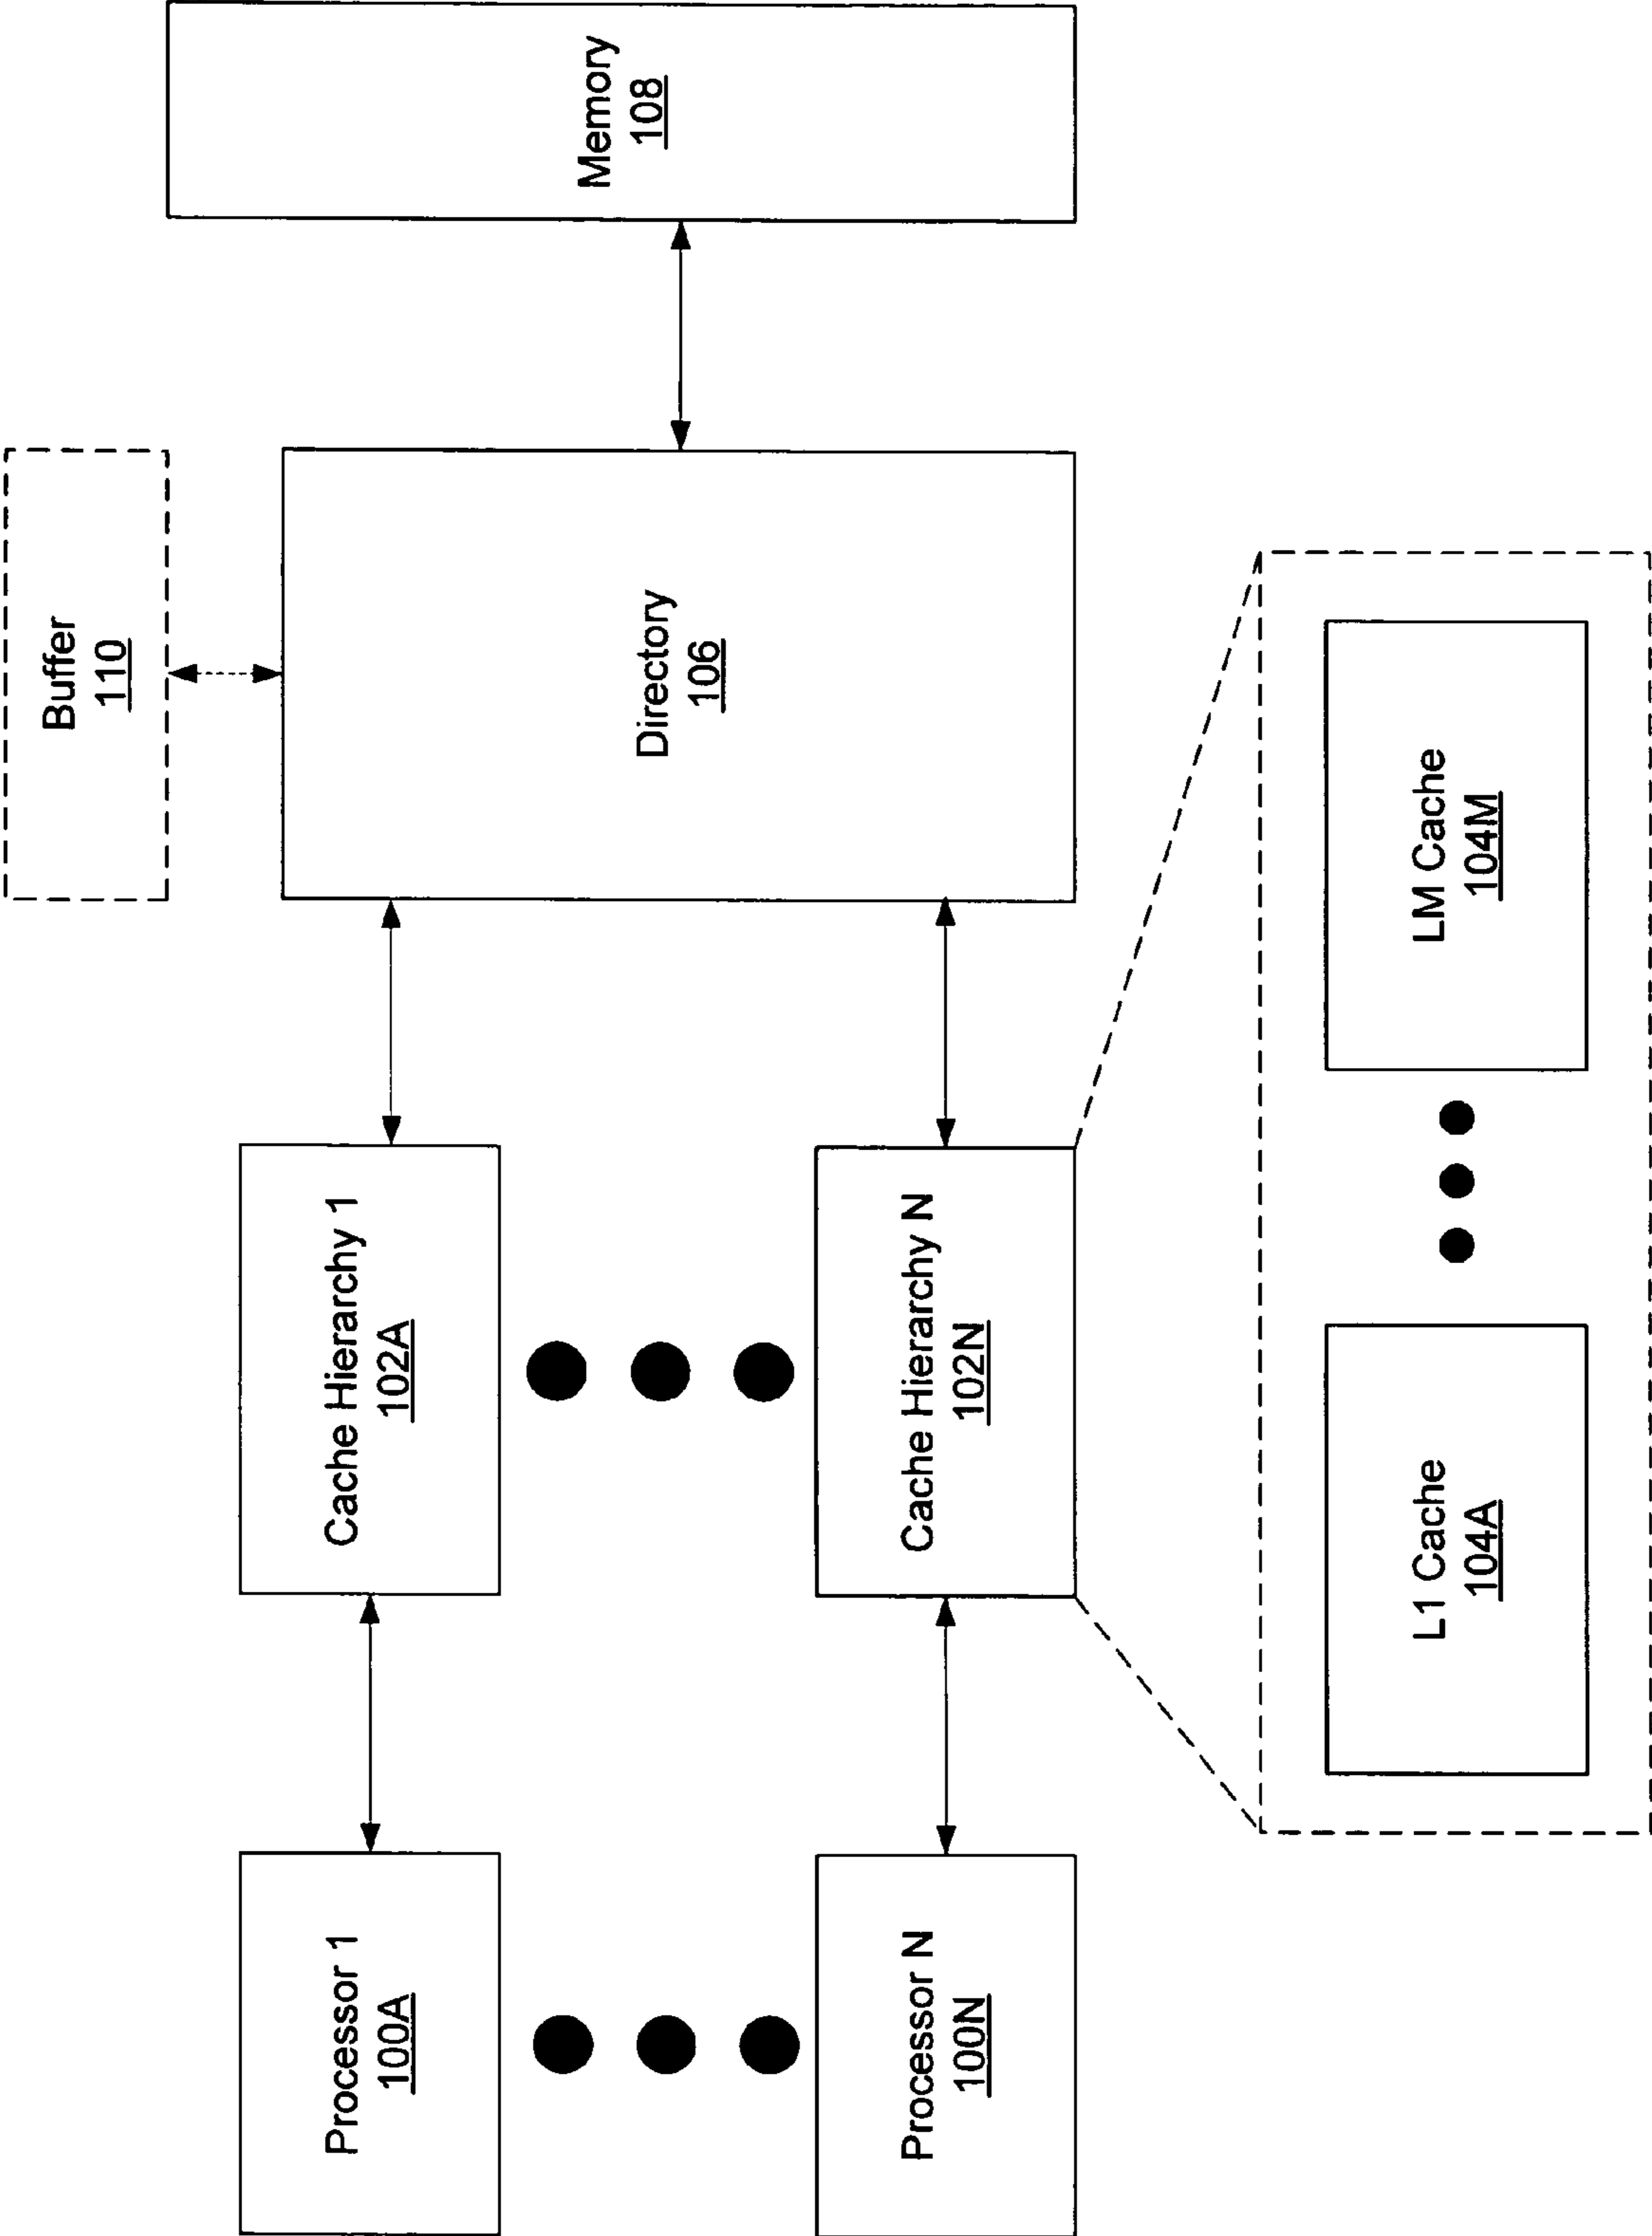 Processor 1
100A
Cache Hierarchy 1
102A
Buffer
110
Directory
106
Memory
108
Processor N
100N
Cache Hierarchy N
102N
L1 Cache
104A
LM Cache
104M